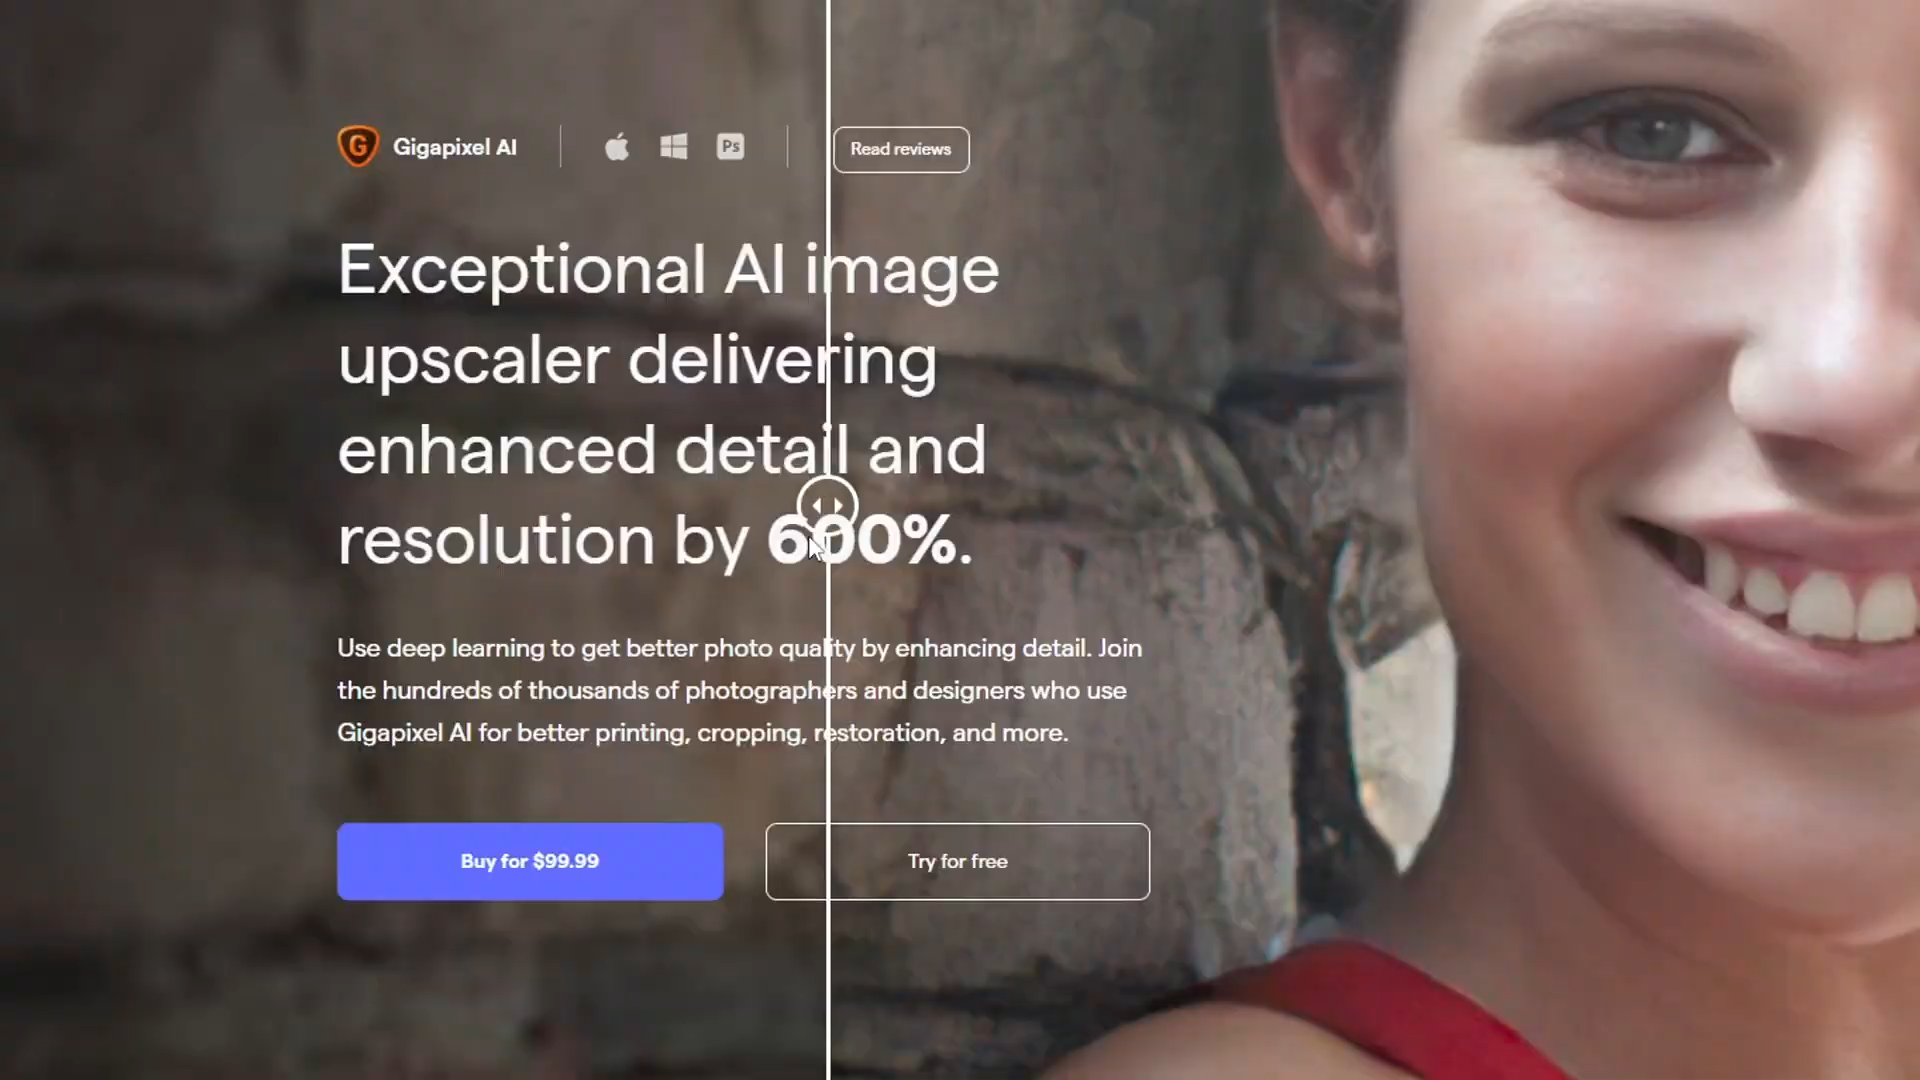 G Gigapixel AI Ps Read reviews
Exceptional AI image
upscaler delivering
enhanced detail and
resolution by 600%.
Use deep learning to get better photo quality by enhancing detail. Join
the hundreds of thousands of photographers and designers who use
Gigapixel AI for better printing, cropping, restoration, and more.
Buy for $99.99 Try for free